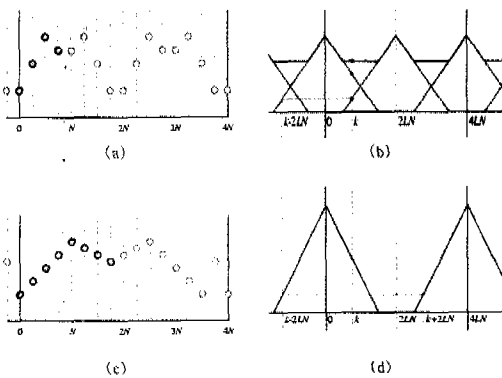 0 N 2N 3N 4N
k-2LN 0 k 2LN 4LN
(a) (b)
0 N 2N 3N 4N
k-2LN 0 k 2LN k+2LN 4LN
(c) (d)